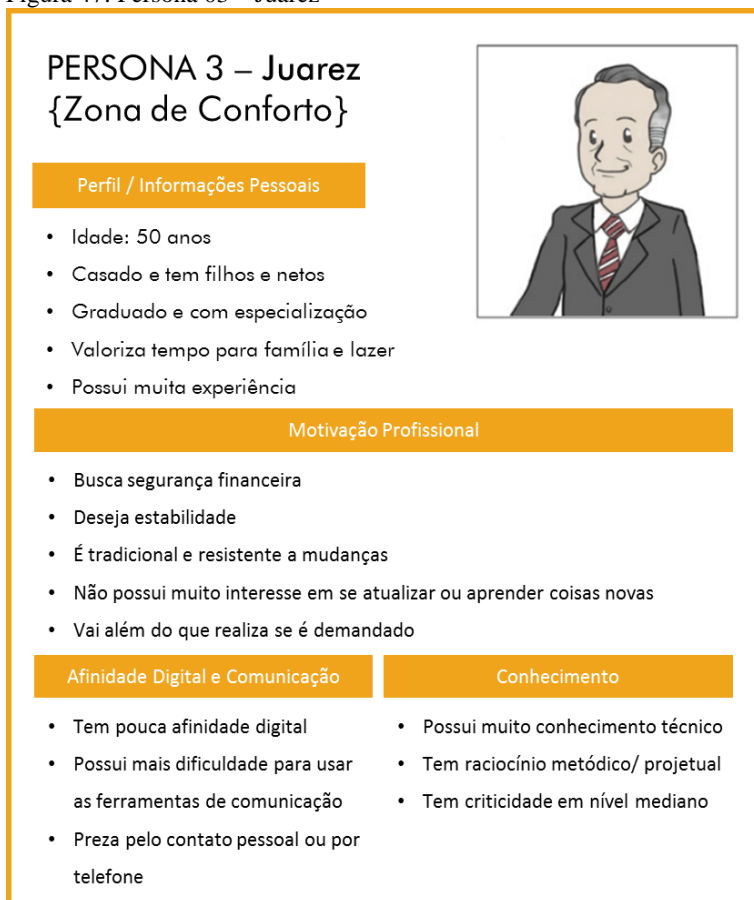 PERSONA 3 – Juarez
{Zona de Conforto}
Perfil / Informações Pessoais
• Idade: 50 anos
• Casado e tem filhos e netos
• Graduado e com especialização
• Valoriza tempo para família e lazer
• Possui muita experiência
Motivação Profissional
• Busca segurança financeira
• Deseja estabilidade
• É tradicional e resistente a mudanças
• Não possui muito interesse em se atualizar ou aprender coisas novas
• Vai além do que realiza se é demandado
Afinidade Digital e Comunicação
• Tem pouca afinidade digital
• Possui mais dificuldade para usar
as ferramentas de comunicação
• Preza pelo contato pessoal ou por
telefone
Conhecimento
• Possui muito conhecimento técnico
• Tem raciocínio metódico/ projetual
• Tem criticidade em nível mediano